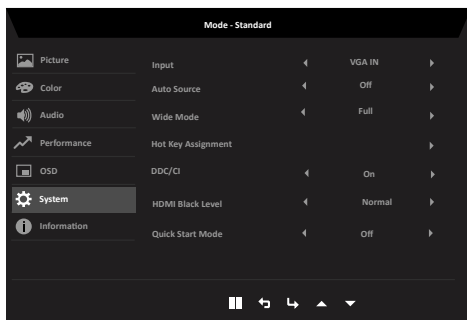 Mode - Standard
Picture
Color
Audio
Performance
OSD
System
Information
Input VGA IN
Auto Source Off
Wide Mode Full
Hot Key Assignment
DDC/CI On
HDMI Black Level Normal
Quick Start Mode Off